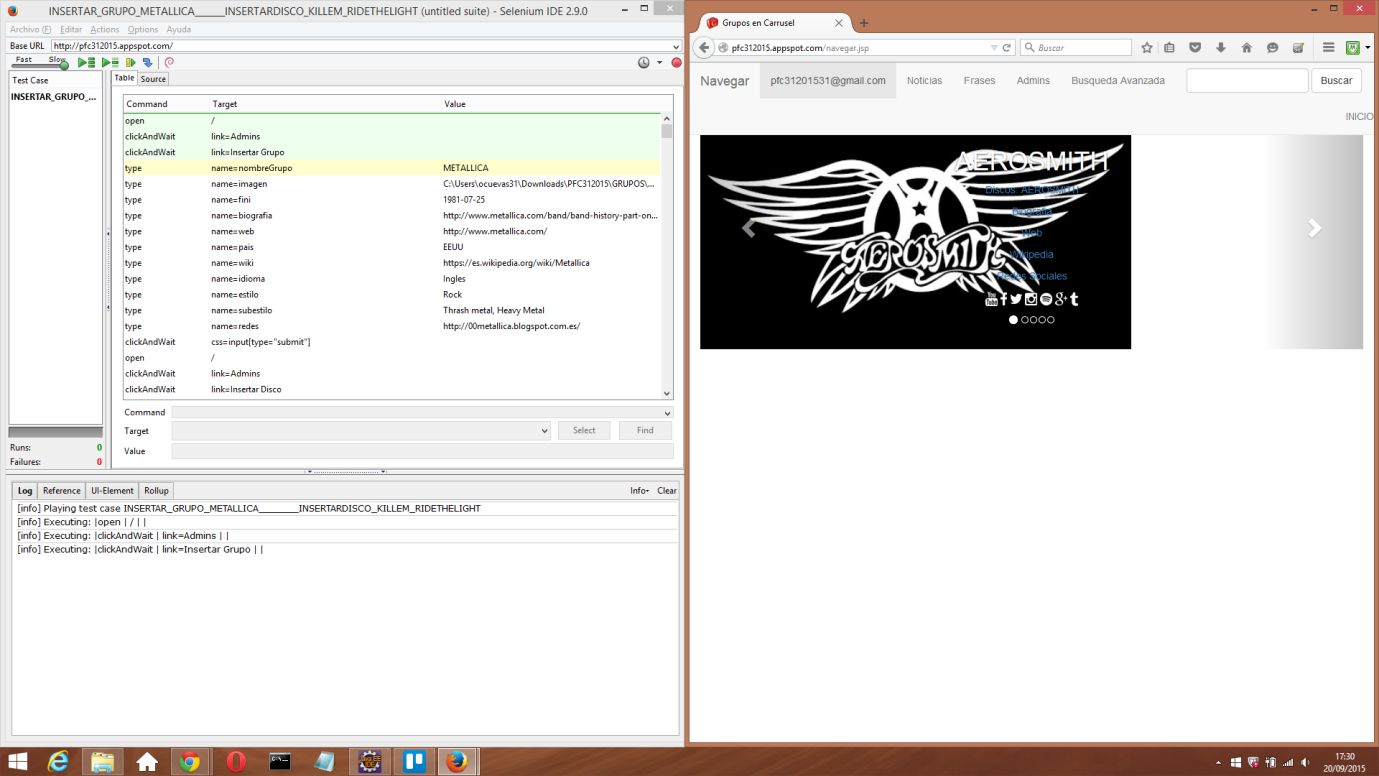 INSERTAR_GRUPO_METALLICA______INSERTARDISCO_KILLEM_RIDETHELIGHT (untitled suite) - Selenium IDE 2.9.0
Archivo (F) Editar Actions Options Ayuda
Base URL http://pfc312015.appspot.com/
Fast Slow
Test Case
INSERTAR_GRUPO_...
Table Source
Command Target Value
open /
clickAndWait link=Admins
clickAndWait link=Insertar Grupo
type name=nombreGrupo METALLICA
type name=imagen C:\Users\ocuevas31\Downloads\PFC312015\GRUPOS\,...
type name=fini 1981-07-25
type name=biografia http://www.metallica.com/band/band-history-part-on...
type name=web http://www.metallica.com/
type name=pais EEUU
type name=wiki https://es.wikipedia.org/wiki/Metallica
type name=idioma Ingles
type name=estilo Rock
type name=subestilo Thrash metal, Heavy Metal
type name=redes http://00metallica.blogspot.com.es/
clickAndWait css=input[type="submit"]
open /
clickAndWait link=Admins
clickAndWait link=Insertar Disco
Command
Target Select Find
Value
Runs: 0
Failures: 0
Log Reference UI-Element Rollup Info Clear
[info] Playing test case INSERTAR_GRUPO_METALLICA________INSERTARDISCO_KILLEM_RIDETHELIGHT
[info] Executing: |open | / | |
[info] Executing: |clickAndWait | link=Admins | |
[info] Executing: |clickAndWait | link=Insertar Grupo | |
Grupos en Carrusel
pfc312015.appspot.com/navegar.jsp
Buscar
Navegar pfc31201531@gmail.com Noticias Frases Admins Busqueda Avanzada Buscar
INICIO
AEROSMITH
Discos: AEROSMITH
Biografia
Web
Wikipedia
Redes Sociales
AEROSMITH
You Tube
17:30
20/09/2015